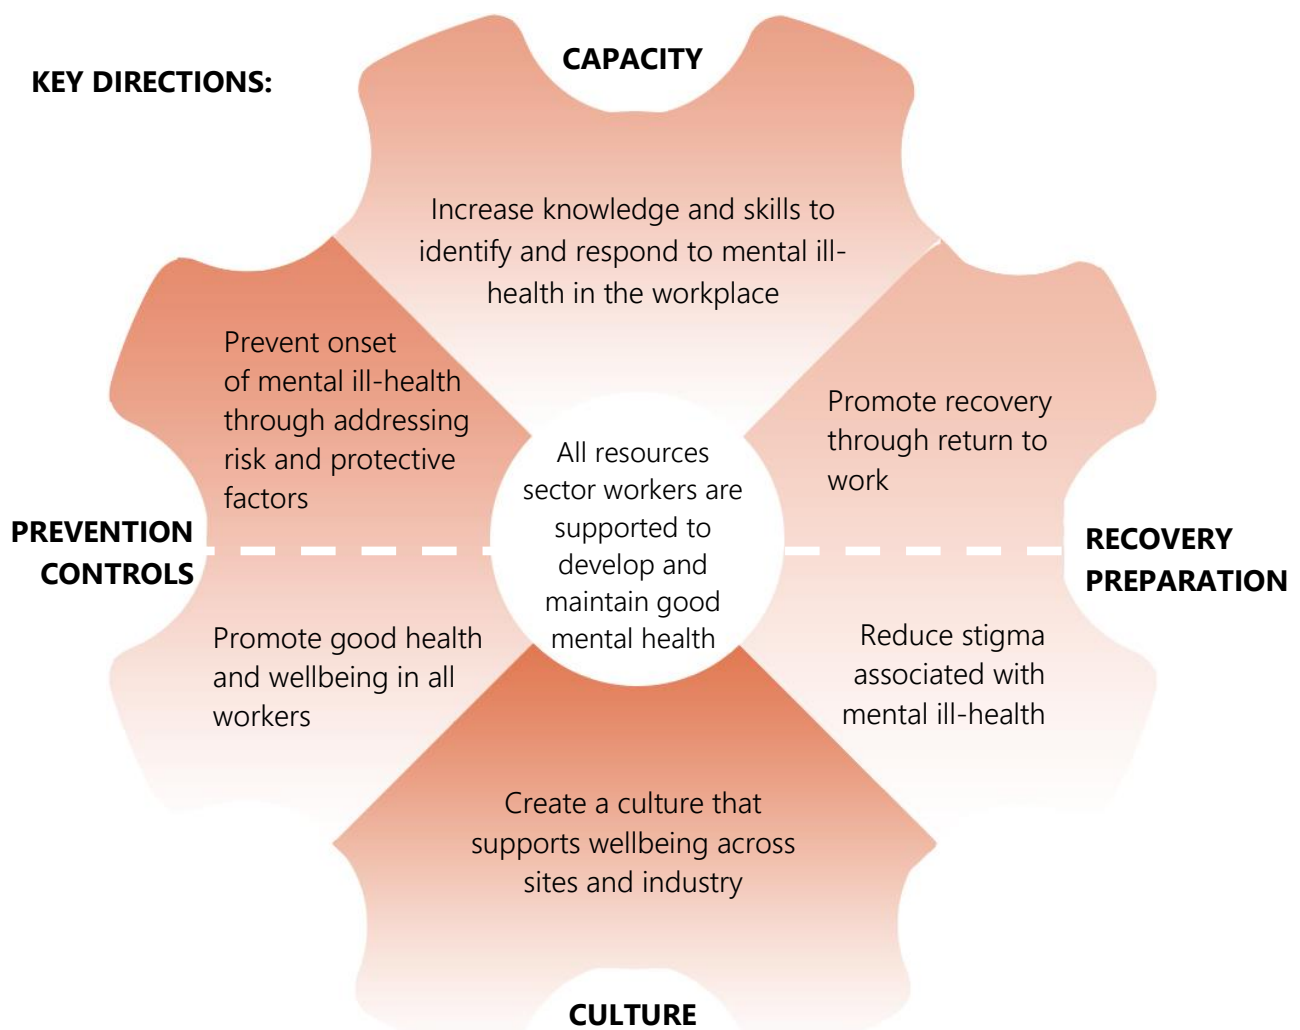 CAPACITY
KEY DIRECTIONS:
Increase knowledge and skills to
identify and respond to mental ill-
health in the workplace
Prevent onset
of mental ill-health
through addressing
risk and protective
factors
Promote recovery
through return to
work
All resources
sector workers are
supported to
develop and
maintain good
mental health
PREVENTION
CONTROLS
RECOVERY
PREPARATION
Promote good health
and wellbeing in all
workers
Reduce stigma
associated with
mental ill-health
Create a culture that
supports wellbeing across
sites and industry
CULTURE